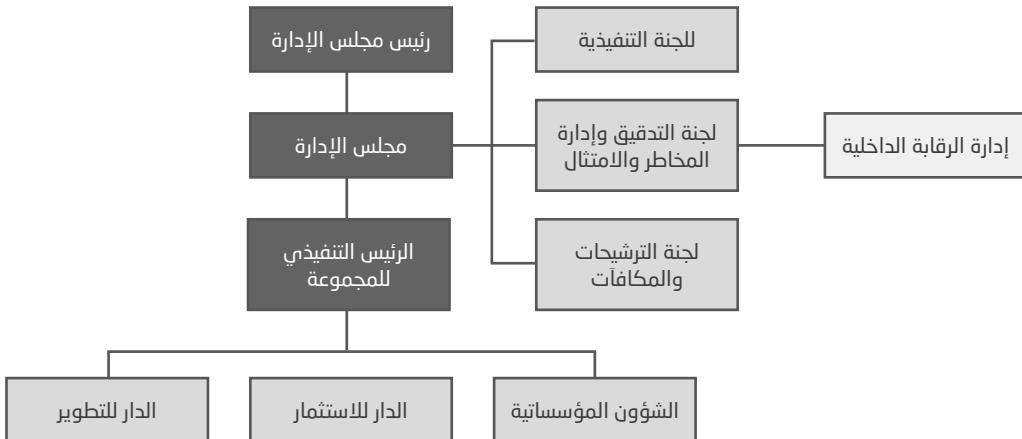 رئيس مجلس الإدارة
للجنة التنفيذية
مجلس الإدارة
لجنة التدقيق وإدارة
المخاطر والامتثال
إدارة الرقابة الداخلية
الرئيس التنفيذي
للمجموعة
لجنة الترشيحات
والمكافآت
الشؤون المؤسساتية
الدار للاستثمار
الدار للتطوير